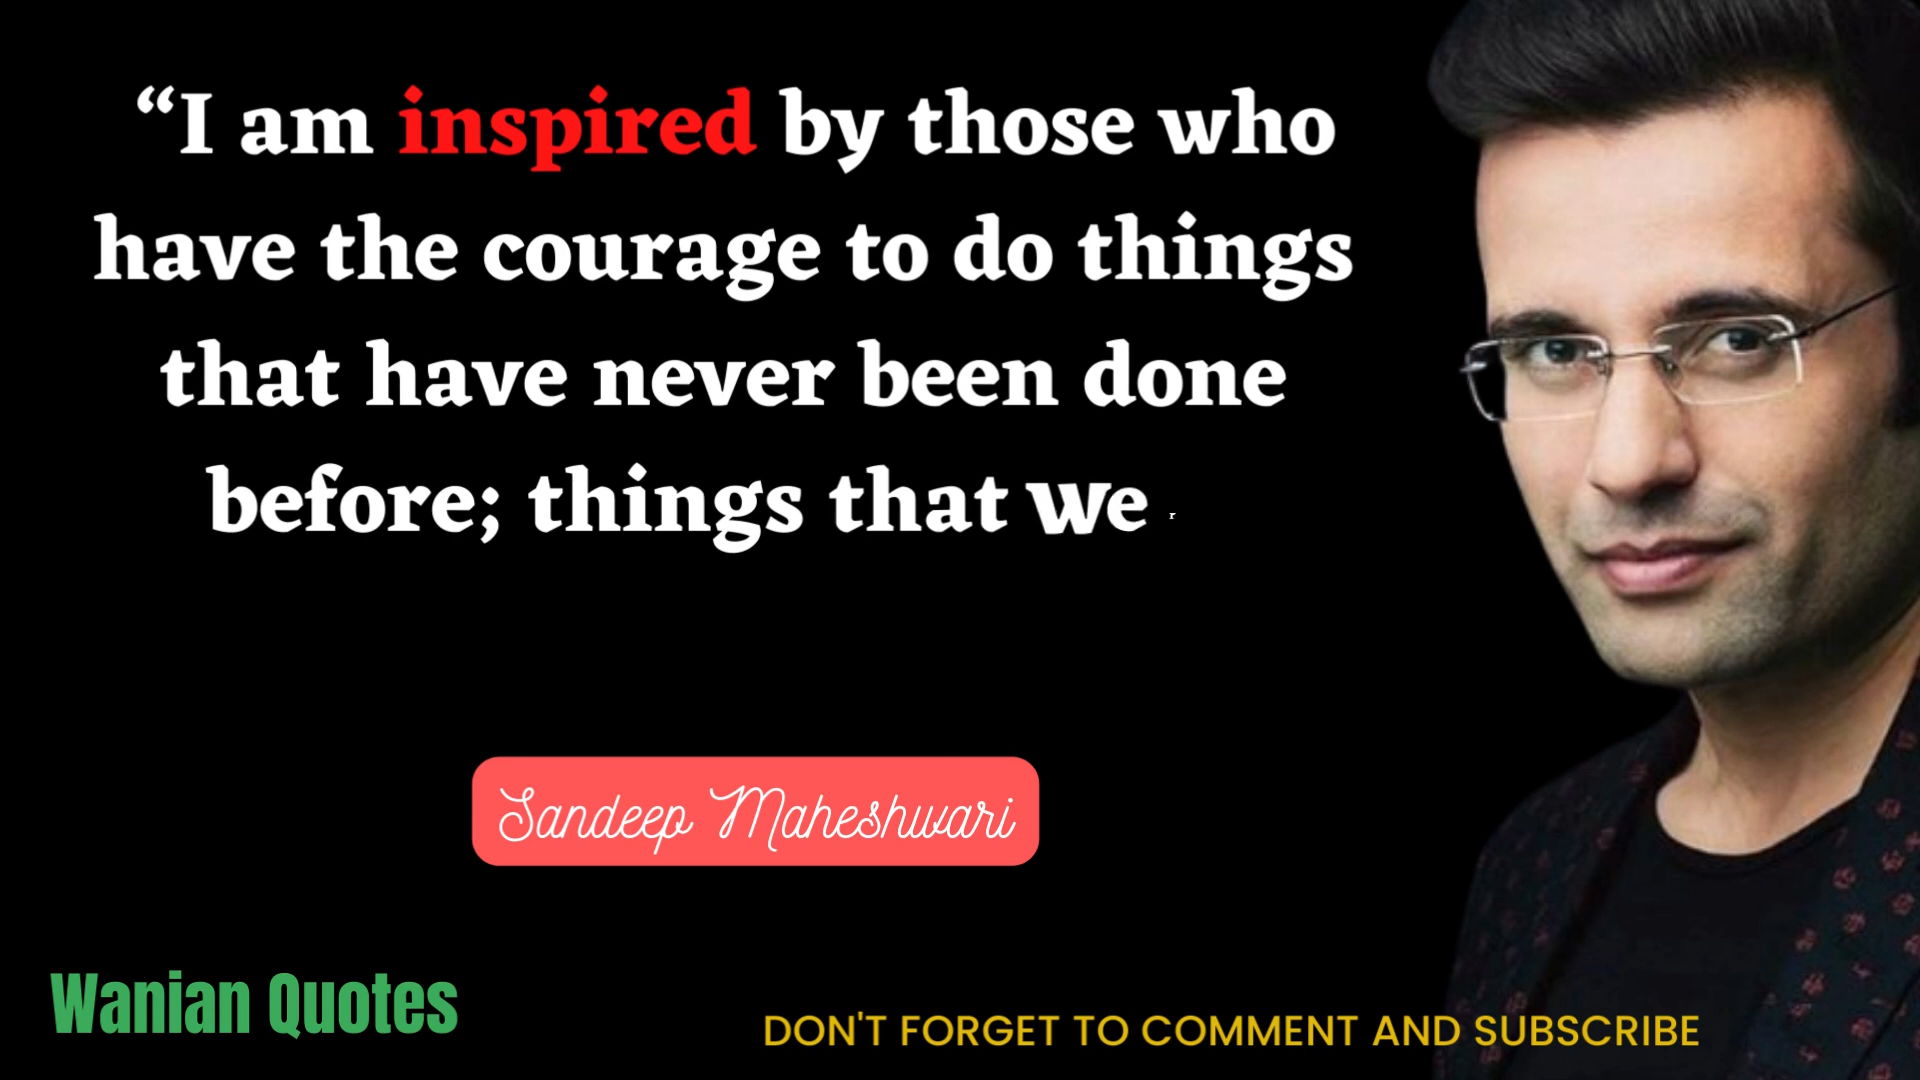 “I am inspired by those who
have the courage to do things
that have never been done
before; things that we r
Sandeep Maheshwari
Wanian Quotes
DON'T FORGET TO COMMENT AND SUBSCRIBE